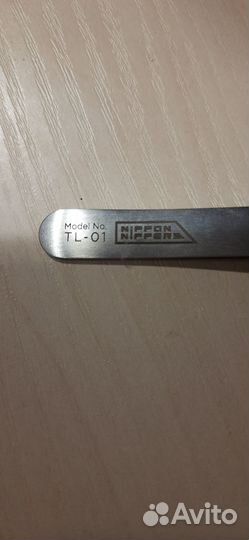 Model No.
TL-01
NIPPON
NIPPERS
Avito